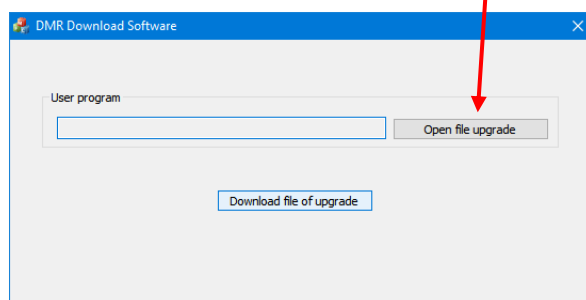 DMR Download Software
User program
Open file upgrade
Download file of upgrade